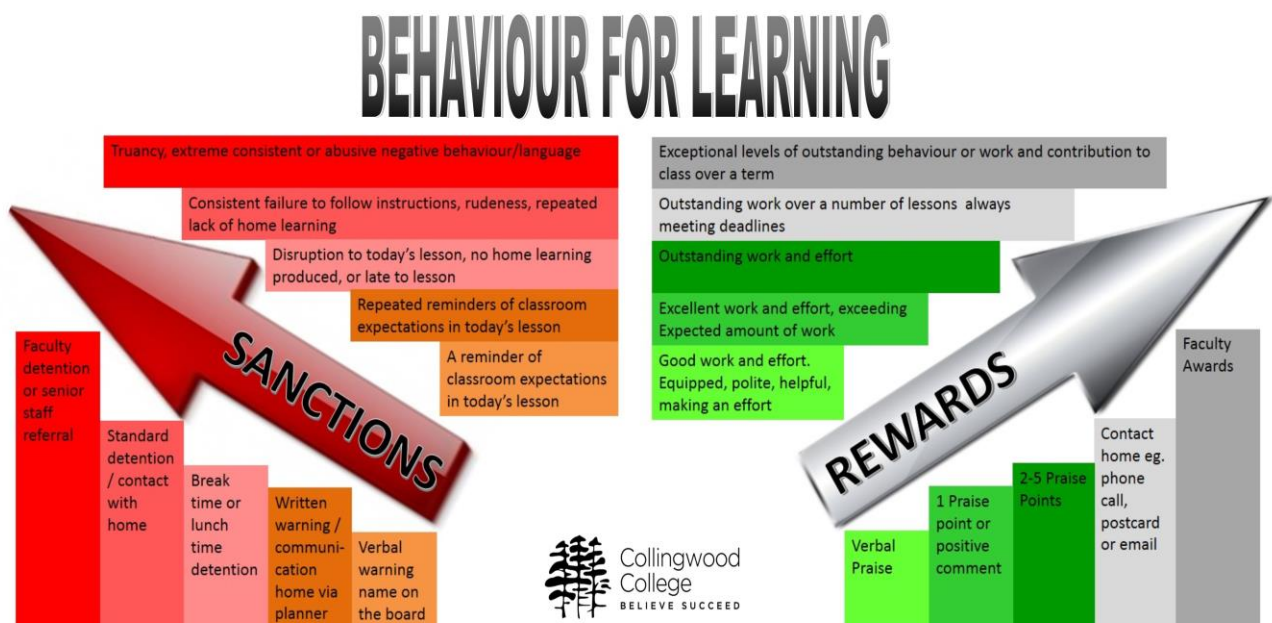 BEHAVIOUR FOR LEARNING
Truancy, extreme consistent or abusive negative behaviour/language
Consistent failure to follow instructions, rudeness, repeated
lack of home learning
Disruption to today's lesson, no home learning
produced, or late to lesson
Repeated reminders of classroom
expectations in today's lesson
A reminder of
classroom expectations
in today's lesson
SANCTIONS
Faculty
detention
or senior
staff
referral
Standard
detention
/ contact
with
home
Break
time or
lunch
time
detention
Written
warning /
communi-
cation
home via
planner
Verbal
warning
name on
the board
Exceptional levels of outstanding behaviour or work and contribution to
class over a term
Outstanding work over a number of lessons always
meeting deadlines
Outstanding work and effort
Excellent work and effort, exceeding
Expected amount of work
Good work and effort.
Equipped, polite, helpful,
making an effort
REWARDS
Verbal
Praise
1 Praise
point or
positive
comment
2-5 Praise
Points
Contact
home eg.
phone
call,
postcard
or email
Faculty
Awards
Collingwood
College
BELIEVE SUCCEED